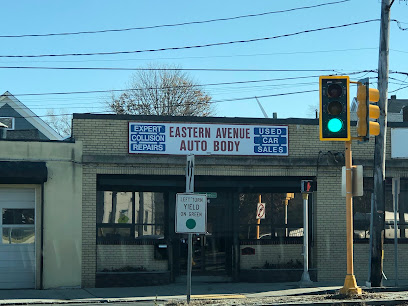 EXPERT
COLLISION
REPAIRS
EASTERN AVENUE
AUTO BODY
USED
CAR
SALES
LEFT TURN
YIELD
ON GREEN